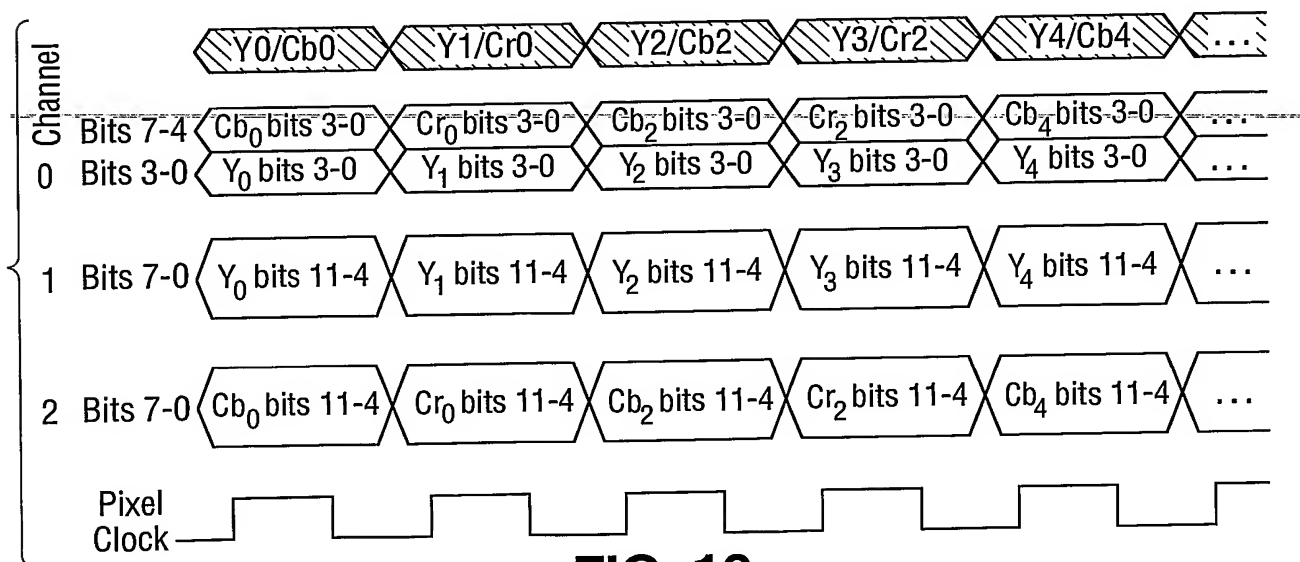 Channel
Y0/Cb0 Y1/Cr0 Y2/Cb2 Y3/Cr2 Y4/Cb4 ...
Bits 7-4 Cb0 bits 3-0 Cr0 bits 3-0 Cb2 bits 3-0 Cr2 bits 3-0 Cb4 bits 3-0 ...
0 Bits 3-0 Y0 bits 3-0 Y1 bits 3-0 Y2 bits 3-0 Y3 bits 3-0 Y4 bits 3-0 ...
1 Bits 7-0 Y0 bits 11-4 Y1 bits 11-4 Y2 bits 11-4 Y3 bits 11-4 Y4 bits 11-4 ...
2 Bits 7-0 Cb0 bits 11-4 Cr0 bits 11-4 Cb2 bits 11-4 Cr2 bits 11-4 Cb4 bits 11-4 ...
Pixel
Clock